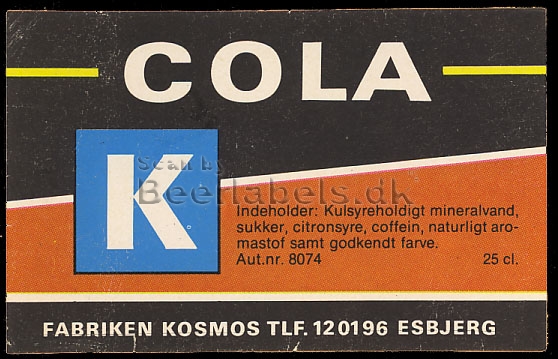 COLA
K
Scan by
Beerlabels.dk
Indeholder: Kulsyreholdigt mineralvand,
sukker, citronsyre, coffein, naturligt aro-
mastof samt godkendt farve.
Aut.nr. 8074 25 cl.
FABRIKEN KOSMOS TLF. 120196 ESBJERG